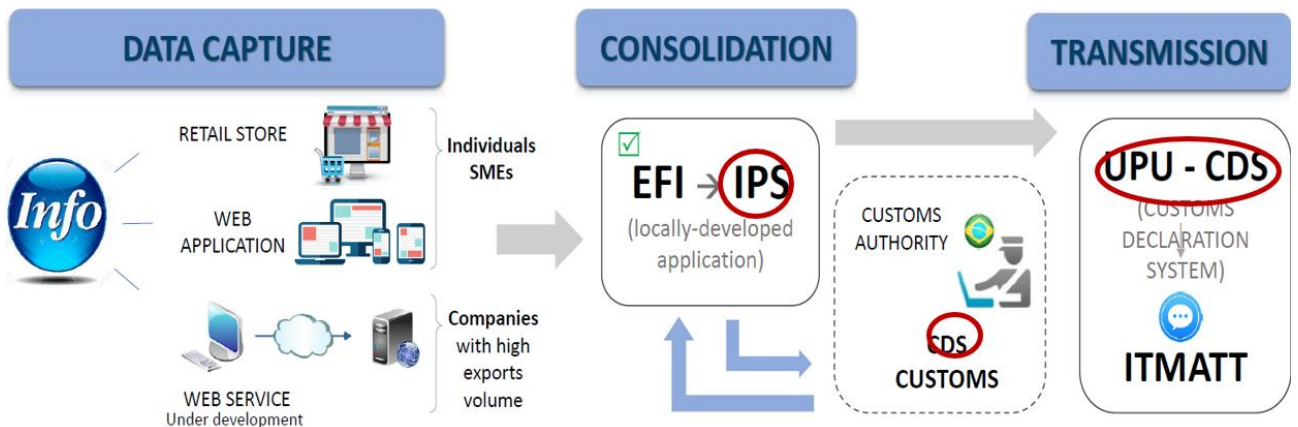 DATA CAPTURE
CONSOLIDATION
TRANSMISSION
Info
RETAIL STORE
Individuals
SMEs
WEB
APPLICATION
WEB SERVICE
Under development
Companies
with high
exports
volume
EFI → IPS
(locally-developed
application)
CUSTOMS
AUTHORITY
CDS
CUSTOMS
UPU - CDS
(CUSTOMS
DECLARATION
SYSTEM)
ITMATT